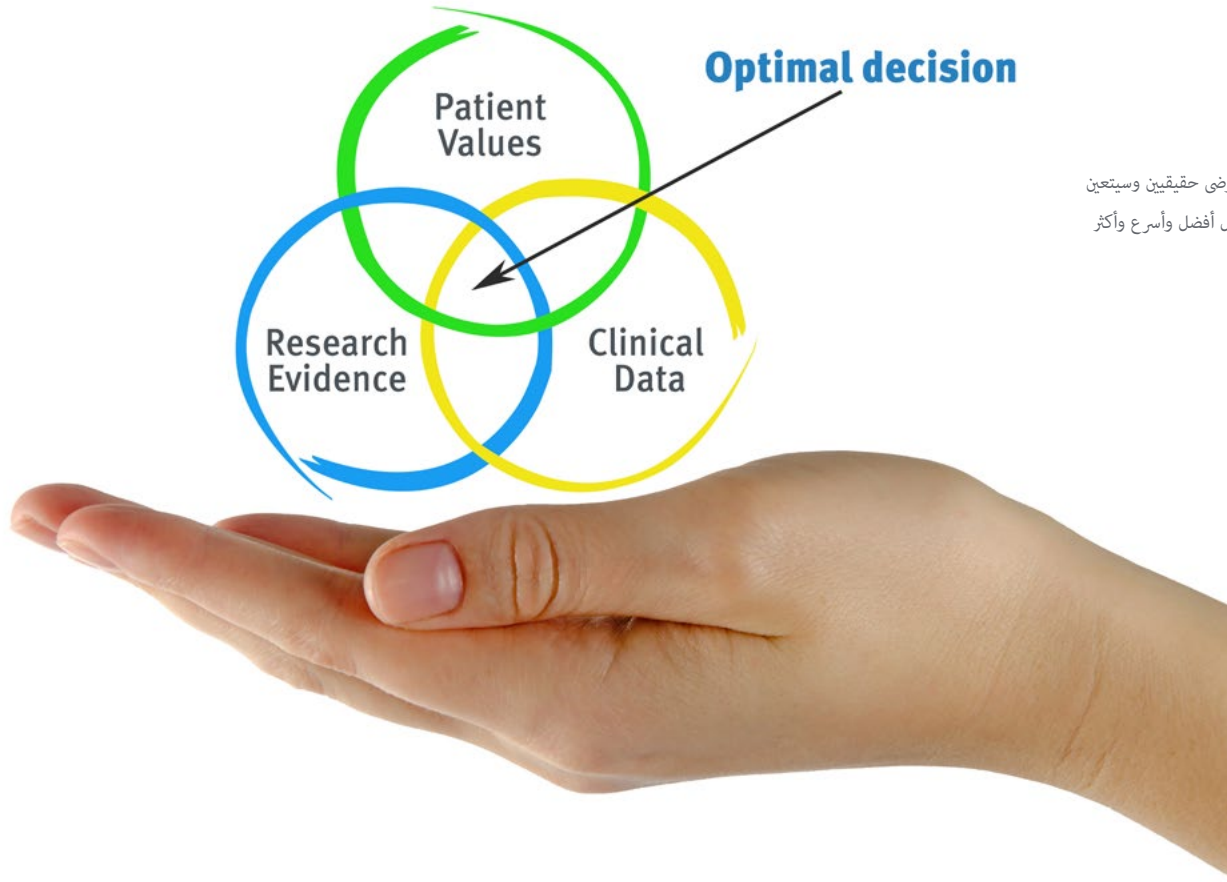 Optimal decision
Patient
Values
Research
Evidence
Clinical
Data
حقيقيين وسيتعين
أفضل وأسرع وأكثر